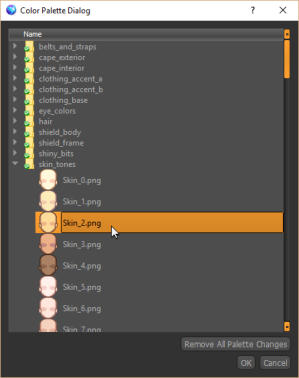 Color Palette Dialog
?
Name
belts_and_straps
cape_exterior
cape_interior
clothing_accent_a
clothing_accent_b
clothing_base
eye_colors
hair
shield_body
shield_frame
shiny_bits
skin_tones
Skin_0.png
Skin_1.png
Skin_2.png
Skin_3.png
Skin_4.png
Skin_5.png
Skin_6.png
Skin_7.png
Remove All Palette Changes
OK Cancel